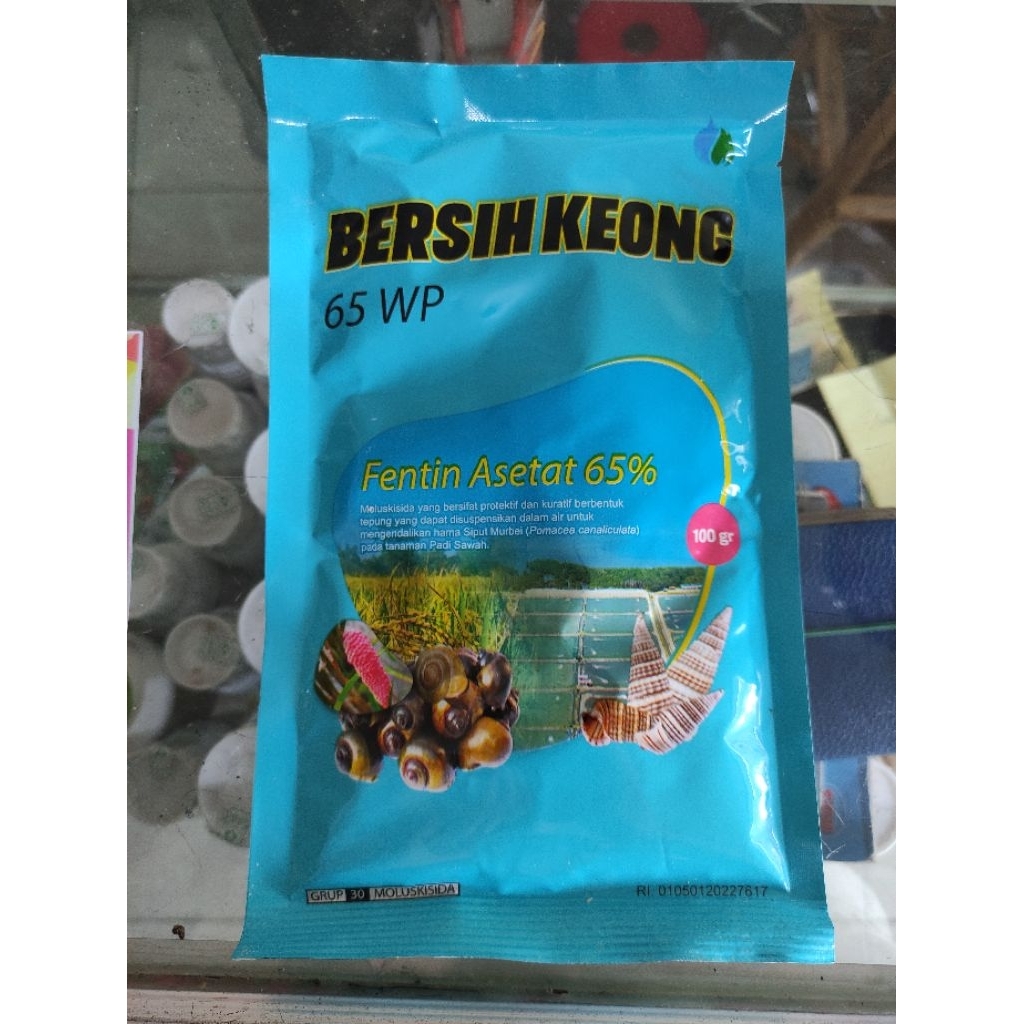 BERSIH KEONG
65 WP
Fentin Asetat 65%
Moluskisida yang bersifat protektif dan kuratif berbentuk
tepung yang dapat disuspensikan dalam air untuk
mengendalikan hama Siput Murbei (Pomacea canaliculata)
pada tanaman Padi Sawah.
100 gr
GRUP 30 MOLUSKISIDA
RI. 01050120227617